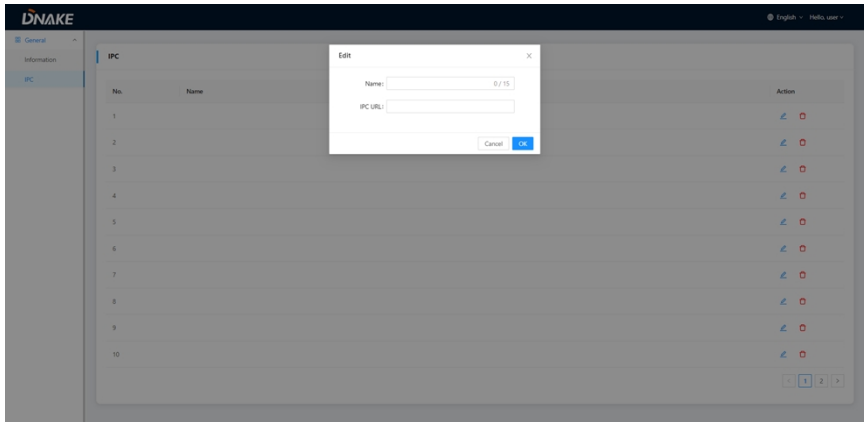 DNAKE
English
Hello, user
General
Information
IPC
IPC
No. Name Action
1
2
3
4
5
6
7
8
9
10
1 2
Edit
Name: 0 / 15
IPC URL:
Cancel OK